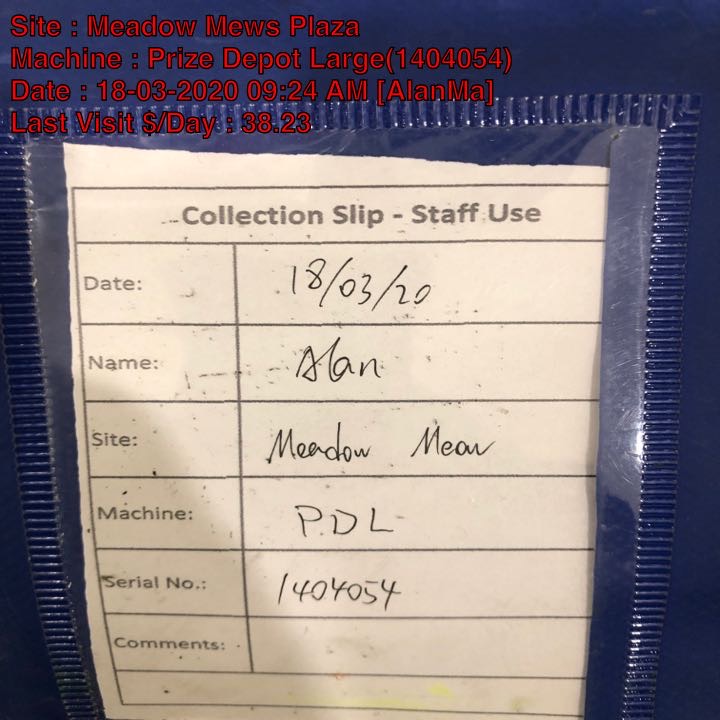 Site : Meadow Mews Plaza
Machine : Prize Depot Large(1404054)
Date : 18-03-2020 09:24 AM [AlanMa]
Last Visit $/Day : 38.23
Collection Slip - Staff Use
Date: 18/03/20
Name: Alan
Site: Meadow
Machine: P.D L
Serial No.: 1404054
Comments: